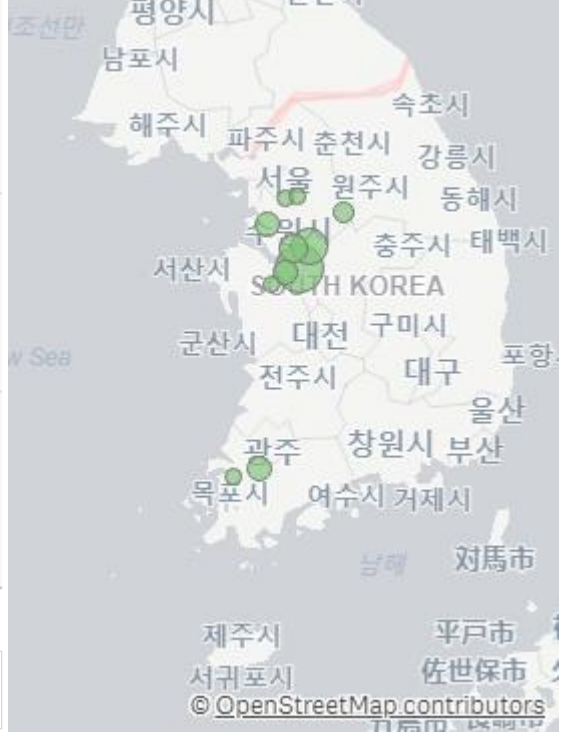 평양시
조선만
남포시
속초시
해주시
파주시 춘천시
강릉시
서울 원주시
동해시
수원시 충주시 태백시
서산시
SOUTH KOREA
군산시 대전 구미시
w Sea 포항
전주시 대구
울산
광주 창원시 부산
목포시 여수시 거제시
남해 対馬市
제주시 平戸市
서귀포시 佐世保市
© OpenStreetMap contributors